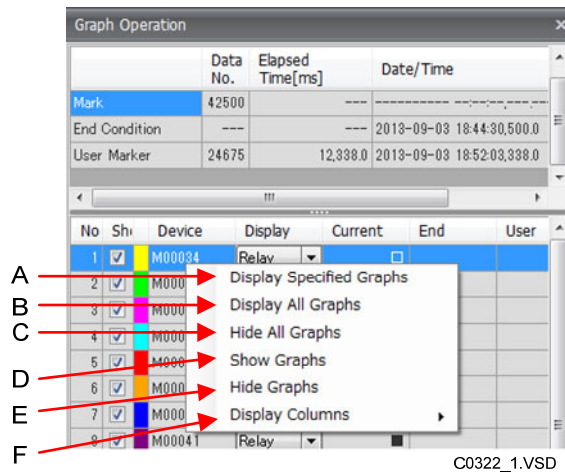 Graph Operation
Data No. Elapsed Time[ms] Date/Time
Mark 42500 --- ---------- --:--:--.---.---
End Condition --- --- 2013-09-03 18:44:30,500.0
User Marker 24675 12,338.0 2013-09-03 18:52:03,338.0
No Sho Device Display Current End User
1 M00034 Relay
A Display Specified Graphs
2 M000
B Display All Graphs
3 M000
C Hide All Graphs
4 M000
Show Graphs
5 M000
D
6 M000 Hide Graphs
E
7 M000 Display Columns
8 M00041 Relay
F
C0322_1.VSD